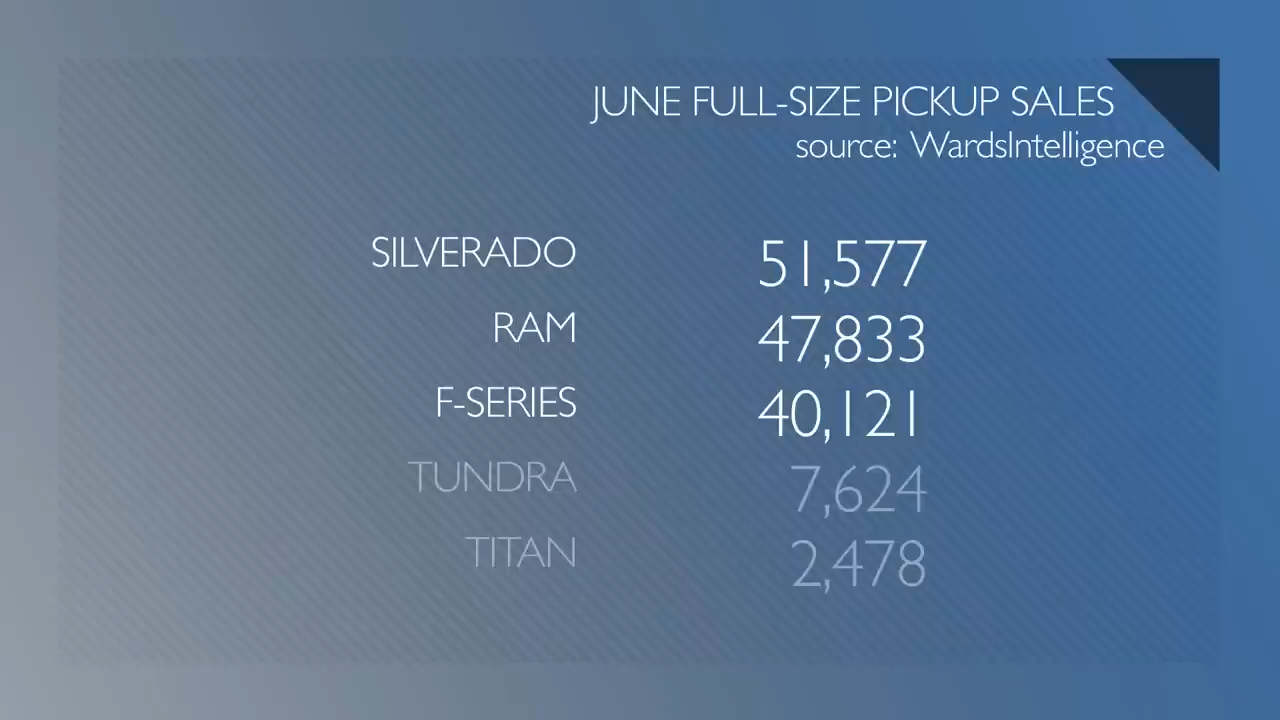 JUNE FULL-SIZE PICKUP SALES
source: WardsIntelligence
SILVERADO 51,577
RAM 47,833
F-SERIES 40,121
TUNDRA 7,624
TITAN 2,478